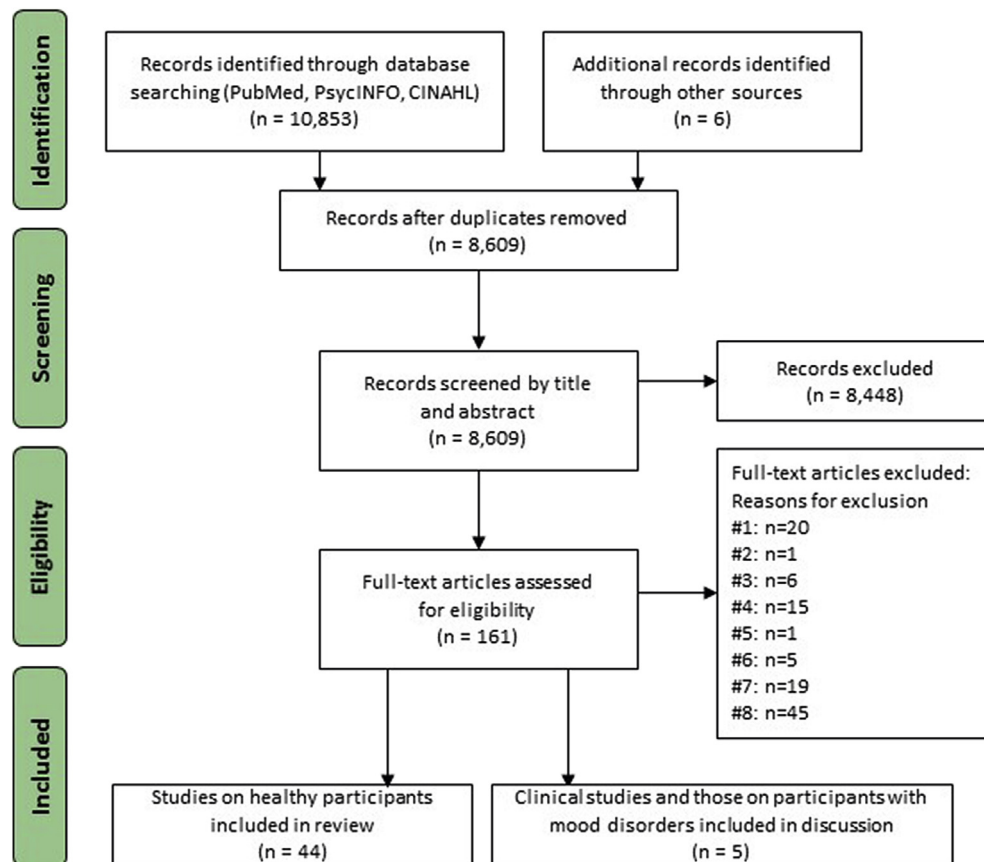 Identification
Records identified through database
searching (PubMed, PsycINFO, CINAHL)
(n = 10,853)
Additional records identified
through other sources
(n = 6)
Records after duplicates removed
(n = 8,609)
Screening
Records screened by title
and abstract
(n = 8,609)
Records excluded
(n = 8,448)
Eligibility
Full-text articles assessed
for eligibility
(n = 161)
Full-text articles excluded:
Reasons for exclusion
#1: n=20
#2: n=1
#3: n=6
#4: n=15
#5: n=1
#6: n=5
#7: n=19
#8: n=45
Included
Studies on healthy participants
included in review
(n = 44)
Clinical studies and those on participants with
mood disorders included in discussion
(n = 5)